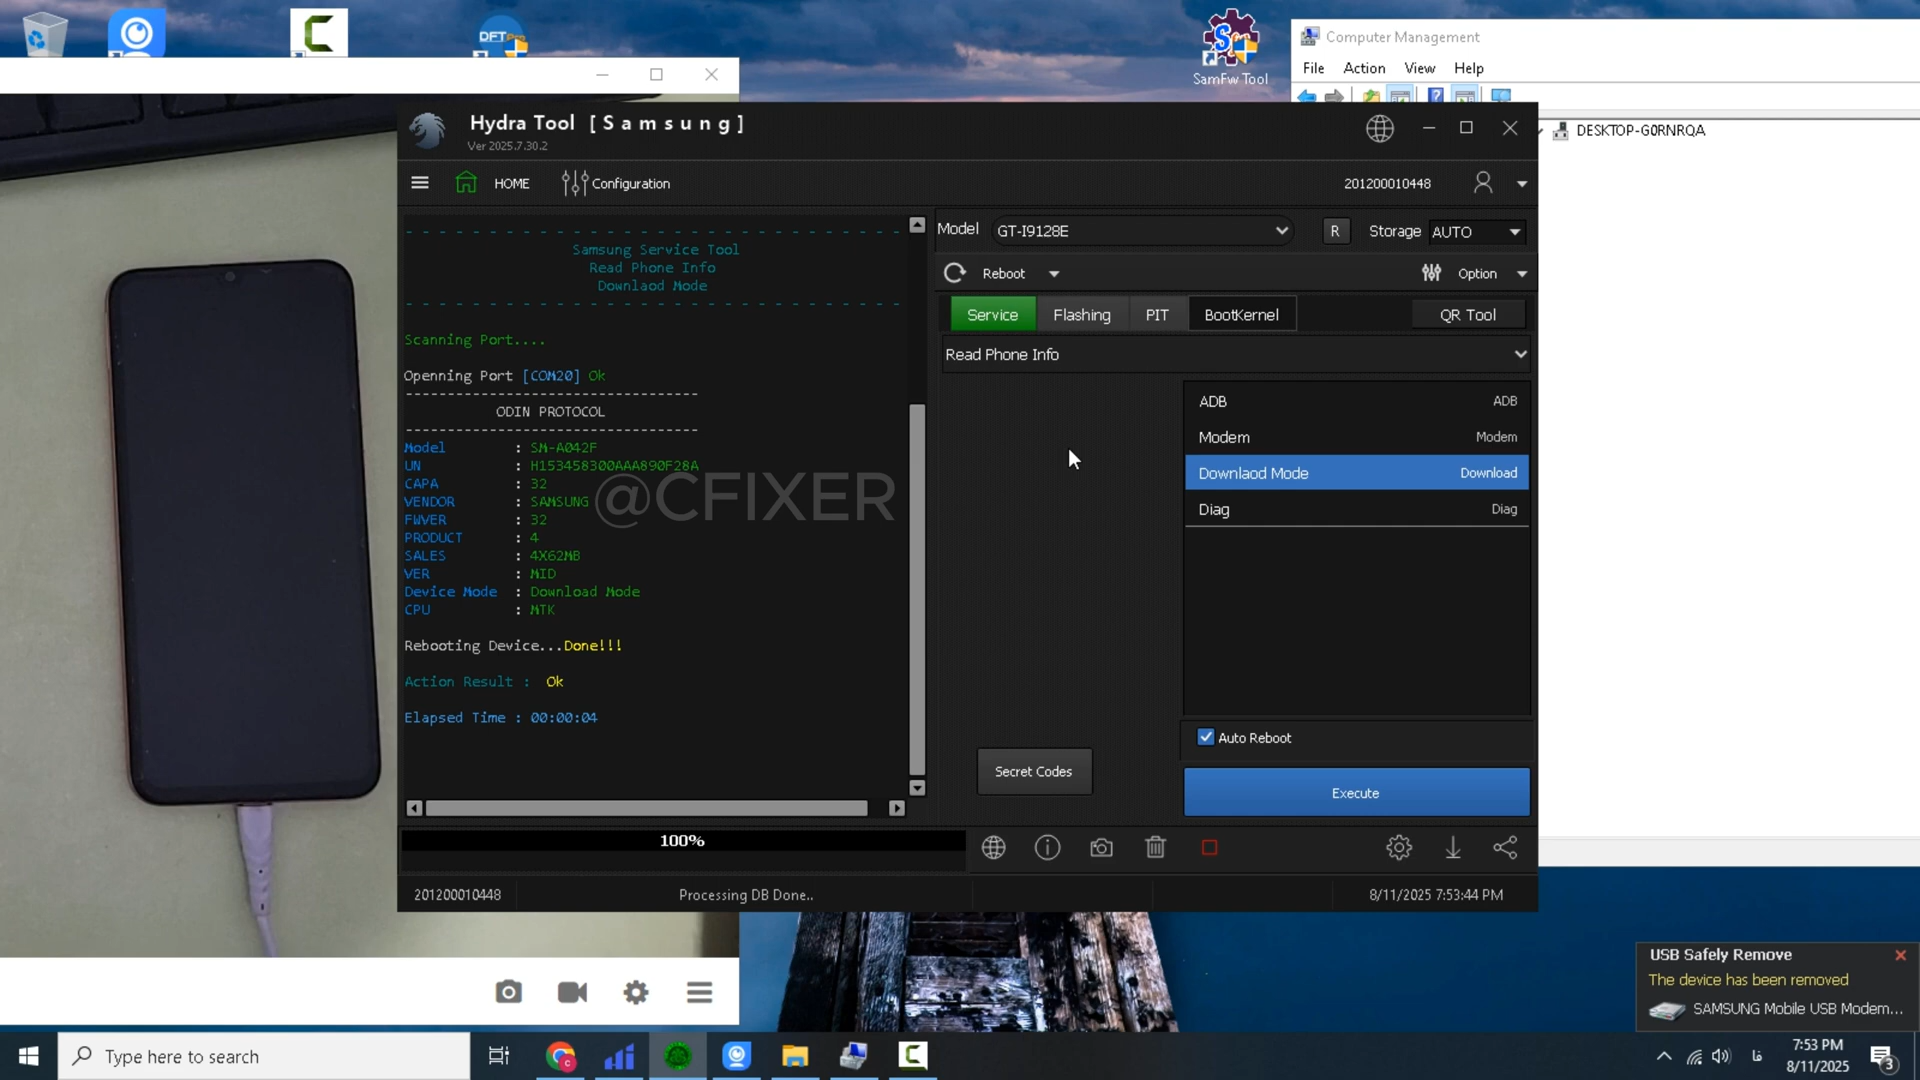 DFTPro
SamFw Tool
Computer Management
File Action View Help
DESKTOP-G0RNRQA
Hydra Tool [ S a m s u n g ]
Ver 2025.7.30.2
HOME
Configuration
201200010448
Samsung Service Tool
Read Phone Info
Downlaod Mode
Scanning Port....
Openning Port [COM20] Ok
ODIN PROTOCOL
Model : SM-A042F
UN : H153458300AAA890F28A
CAPA : 32
VENDOR : SAMSUNG
FWVER : 32
PRODUCT : 4
SALES : 4X62MB
VER : MID
Device Mode : Download Mode
CPU : MTK
Rebooting Device...Done!!!
Action Result : Ok
Elapsed Time : 00:00:04
@CFIXER
Model GT-I9128E R Storage AUTO
Reboot Option
Service Flashing PIT BootKernel QR Tool
Read Phone Info
ADB ADB
Modem Modem
Downlaod Mode Download
Diag Diag
Auto Reboot
Secret Codes
Execute
100%
201200010448 Processing DB Done.. 8/11/2025 7:53:44 PM
USB Safely Remove
The device has been removed
SAMSUNG Mobile USB Modem...
Type here to search
فا
7:53 PM
8/11/2025
3